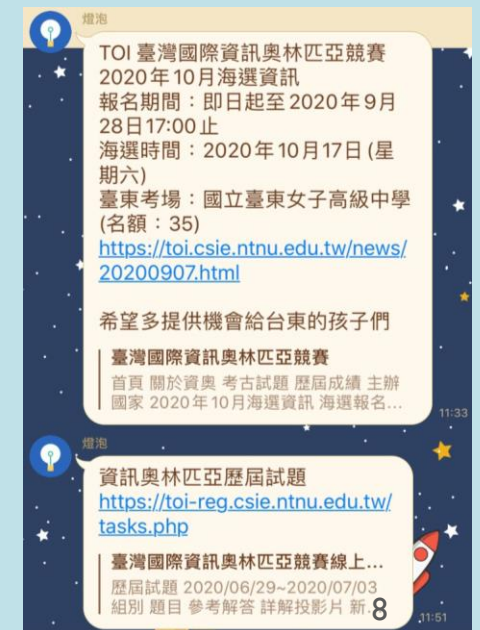 燈泡
TOI 臺灣國際資訊奧林匹亞競賽
2020年10月海選資訊
報名期間：即日起至2020年9月
28日17:00止
海選時間：2020年10月17日(星
期六)
臺東考場：國立臺東女子高級中學
(名額：35)
https://toi.csie.ntnu.edu.tw/news/
20200907.html
希望多提供機會給台東的孩子們
臺灣國際資訊奧林匹亞競賽
首頁 關於資奧 考古試題 歷屆成績 主辦
國家 2020年10月海選資訊 海選報名...
11:33
燈泡
資訊奧林匹亞歷屆試題
https://toi-reg.csie.ntnu.edu.tw/
tasks.php
臺灣國際資訊奧林匹亞競賽線上...
歷屆試題 2020/06/29~2020/07/03
組別 題目 參考解答 詳解投影片 新
8
11:51